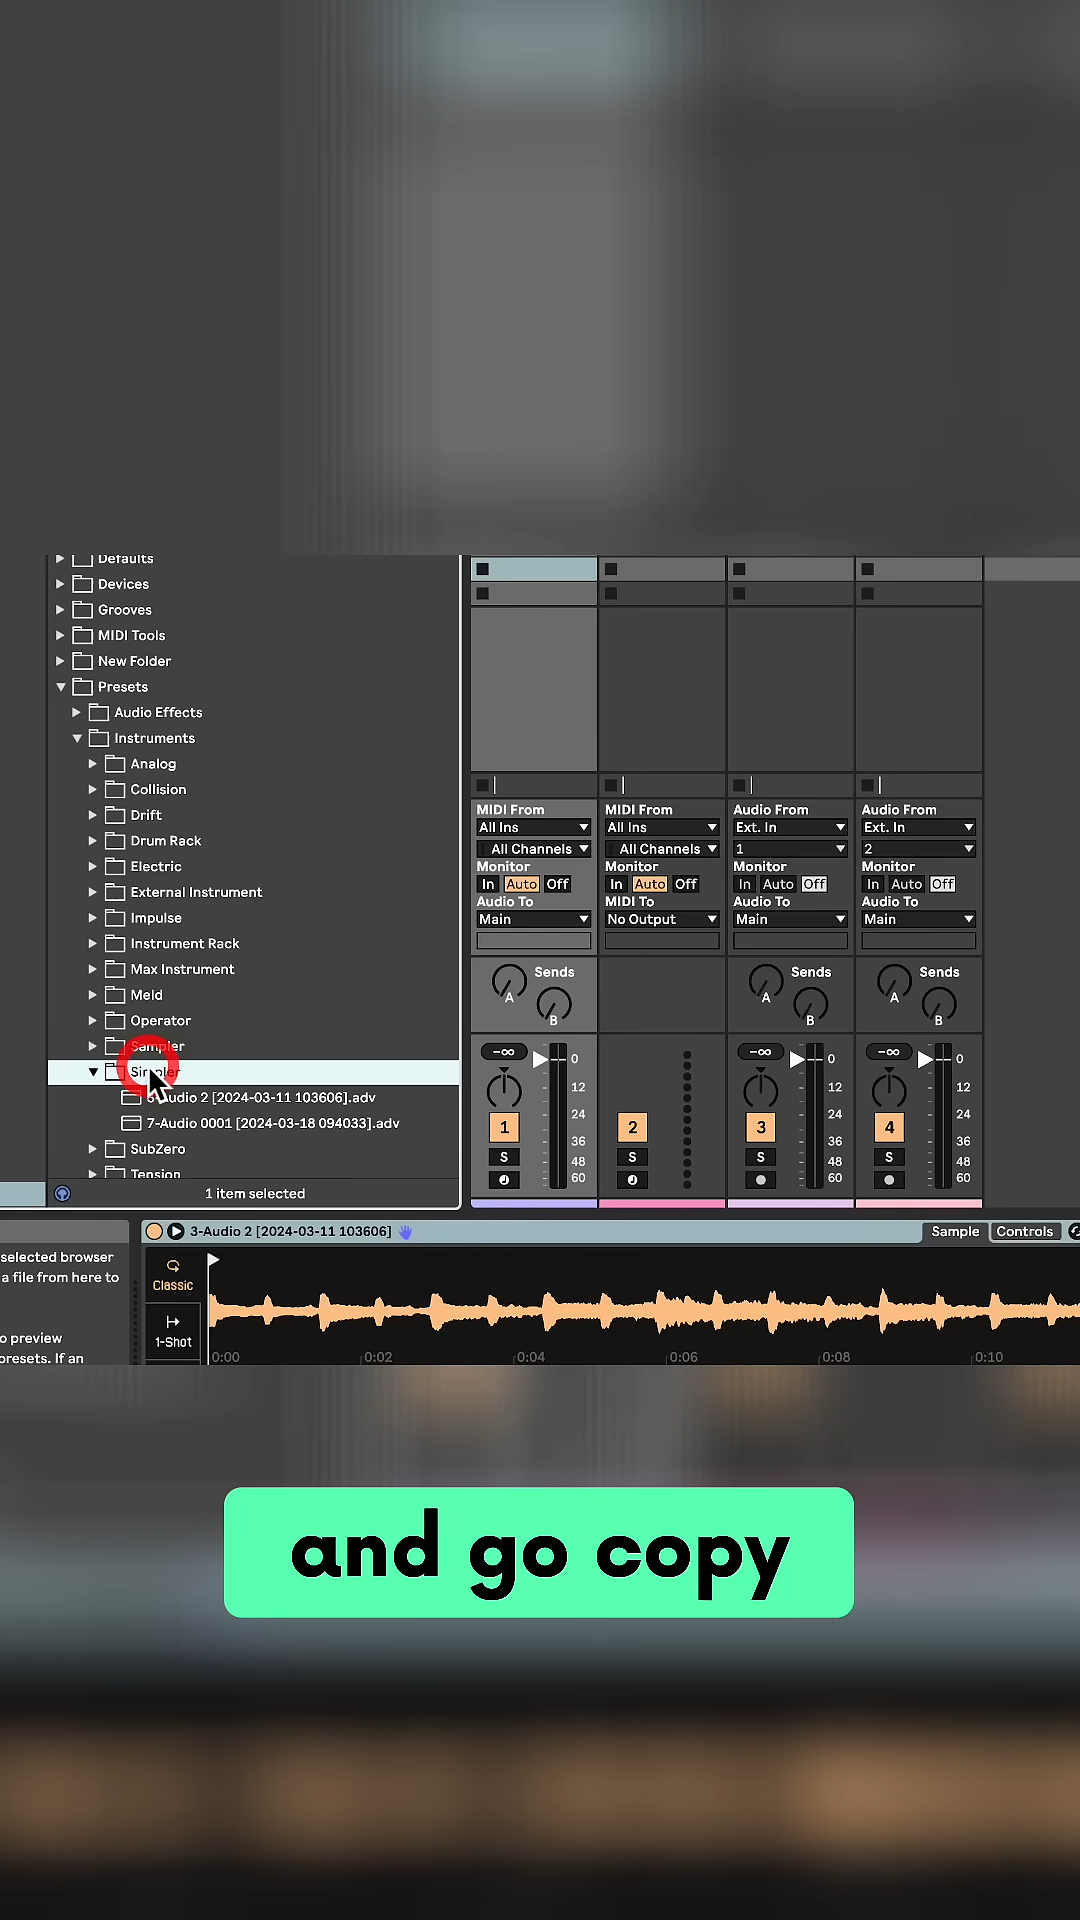 Defaults
Devices
Grooves
MIDI Tools
New Folder
Presets
Audio Effects
Instruments
Analog
Collision
Drift
Drum Rack
Electric
External Instrument
Impulse
Instrument Rack
Max Instrument
Meld
Operator
Sampler
Simpler
Audio 2 [2024-03-11 103606].adv
7-Audio 0001 [2024-03-18 094033].adv
SubZero
Tension
1 item selected
MIDI From
All Ins
All Channels
Monitor
In Auto Off
Audio To
Main
Sends
A
B
-∞
0
12
24
36
48
60
1
S
MIDI From
All Ins
All Channels
Monitor
In Auto Off
MIDI To
No Output
2
S
Audio From
Ext. In
1
Monitor
In Auto Off
Audio To
Main
Sends
A
B
-∞
0
12
24
36
48
60
3
S
Audio From
Ext. In
2
Monitor
In Auto Off
Audio To
Main
Sends
A
B
-∞
0
12
24
36
48
60
4
S
selected browser
a file from here to
o preview
presets. If an
3-Audio 2 [2024-03-11 103606]
Sample Controls
Classic
1-Shot
0:00 0:02 0:04 0:06 0:08 0:10
and go copy